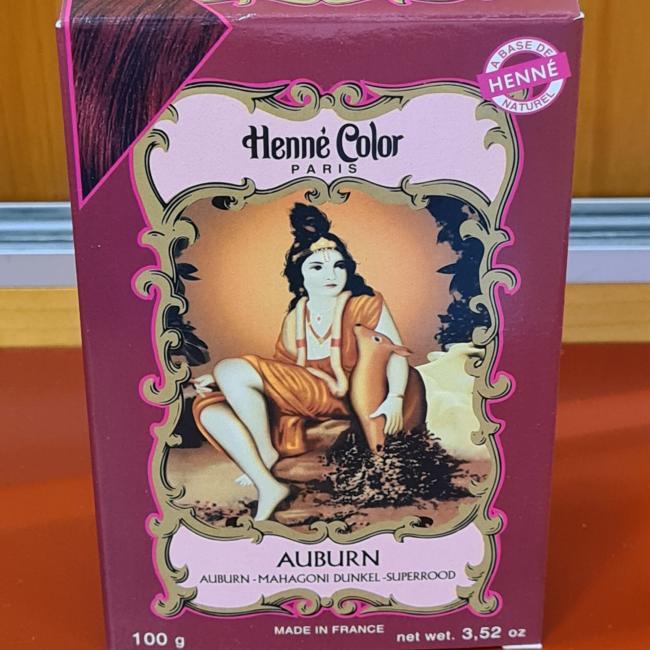 A BASE DE
HENNÉ
NATUREL
Henné Color
PARIS
AUBURN
AUBURN - MAHAGONI DUNKEL - SUPERROOD
100 g
MADE IN FRANCE
net wet. 3,52 oz